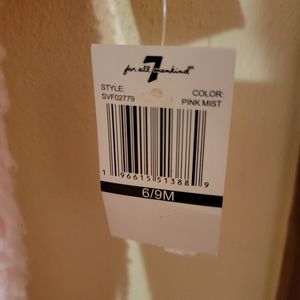 7
for all mankind®
STYLE: COLOR:
SVF02779 PINK MIST
1 96615 51388 9
6/9M